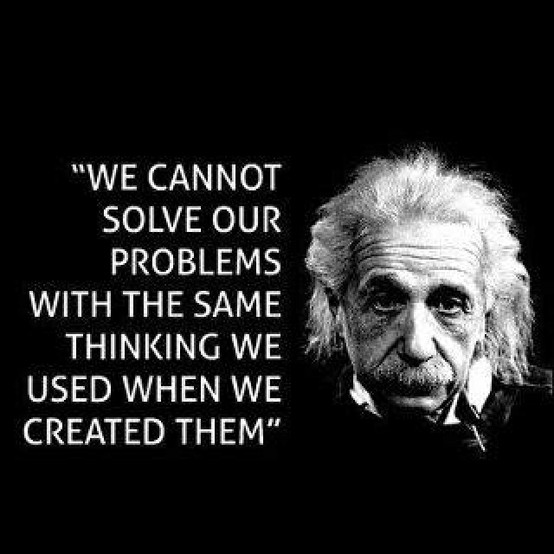 “WE CANNOT
SOLVE OUR
PROBLEMS
WITH THE SAME
THINKING WE
USED WHEN WE
CREATED THEM”